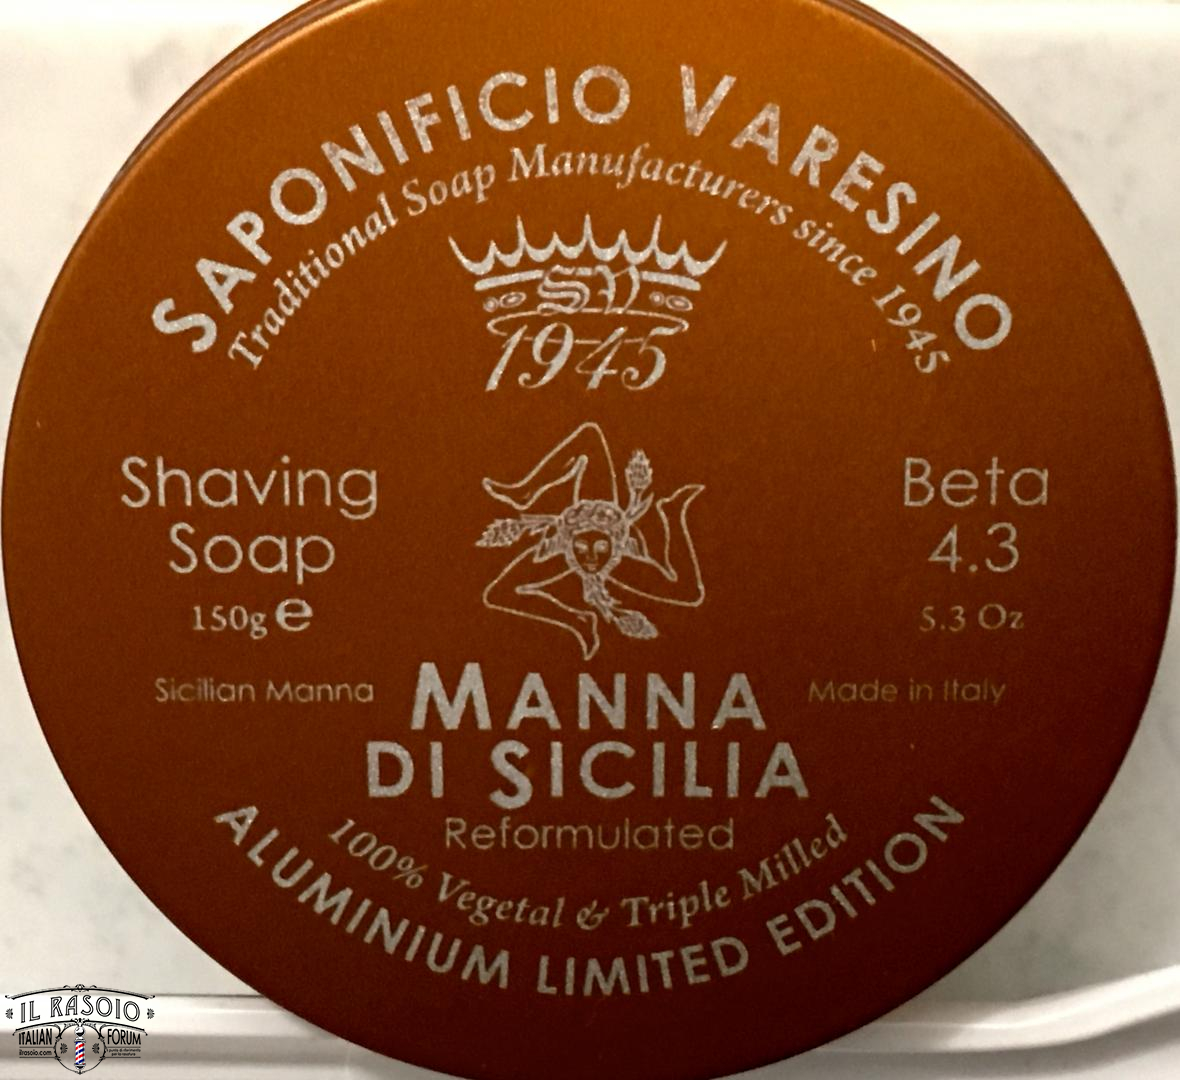 SAPONIFICIO VARESINO
Traditional Soap Manufacturers since 1945
SV
1945
Shaving
Soap
150g e
Sicilian Manna
Beta
4.3
5.3 Oz
Made in Italy
MANNA
DI SICILIA
Reformulated
100% Vegetal & Triple Milled
ALUMINIUM LIMITED EDITION
IL RASOIO
ITALIAN FORUM
ilrasoio.com